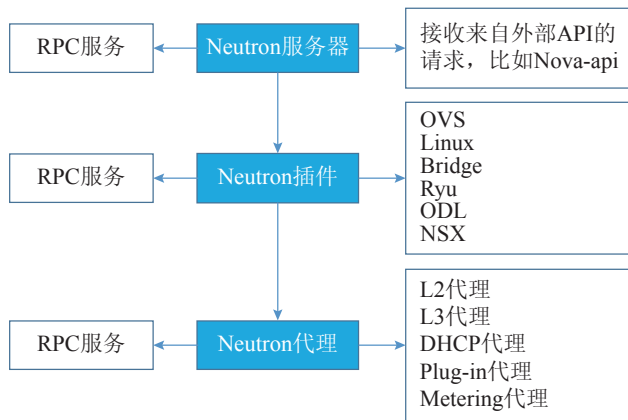 RPC服务
Neutron服务器
接收来自外部API的
请求，比如Nova-api
RPC服务
Neutron插件
OVS
Linux
Bridge
Ryu
ODL
NSX
RPC服务
Neutron代理
L2代理
L3代理
DHCP代理
Plug-in代理
Metering代理